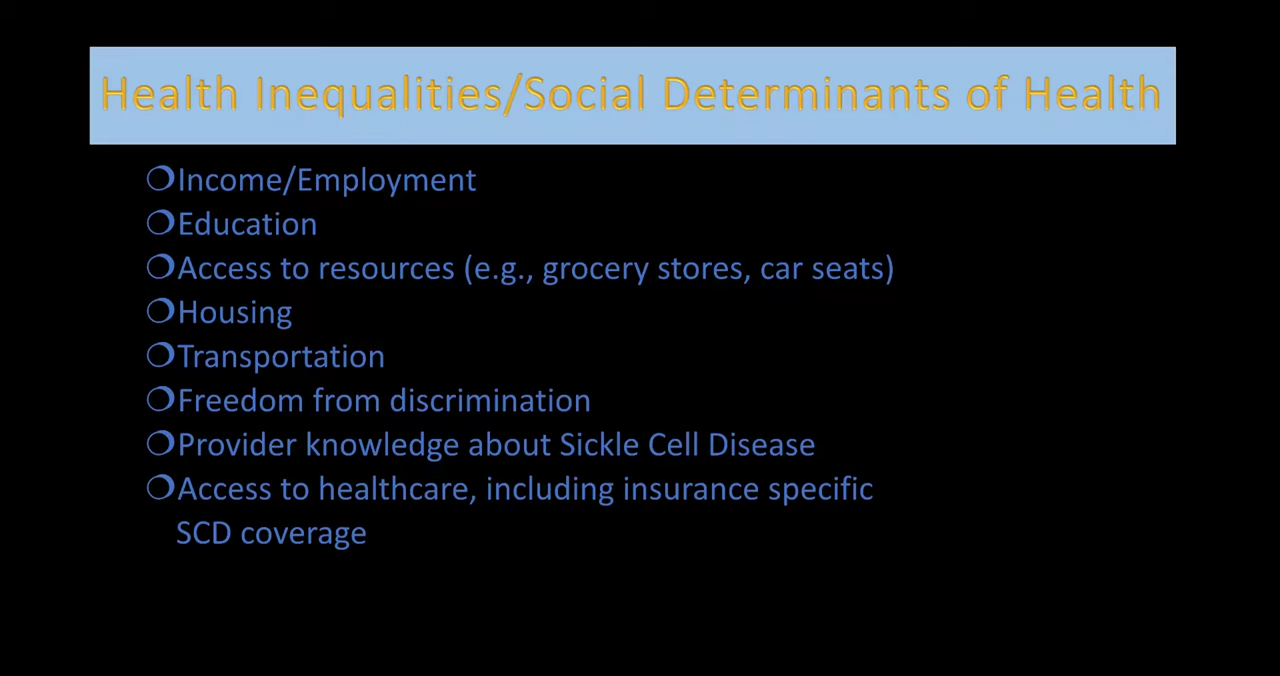 Health Inequalities/Social Determinants of Health
❍Income/Employment
❍Education
❍Access to resources (e.g., grocery stores, car seats)
❍Housing
❍Transportation
❍Freedom from discrimination
❍Provider knowledge about Sickle Cell Disease
❍Access to healthcare, including insurance specific
SCD coverage